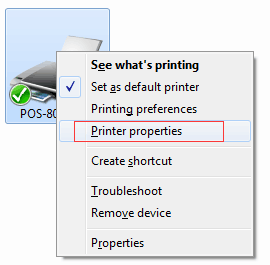 See what's printing
Set as default printer
Printing preferences
Printer properties
Create shortcut
Troubleshoot
Remove device
Properties
POS-80